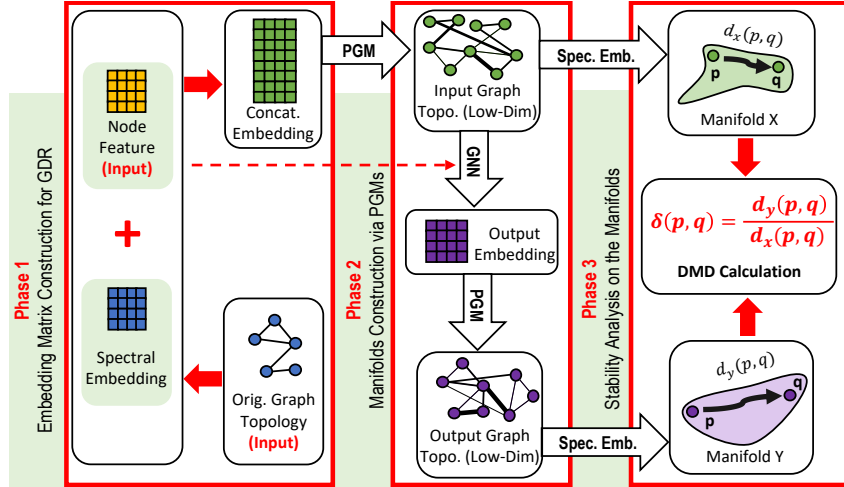 Phase 1
Embedding Matrix Construction for GDR
Node
Feature
(Input)
+
Spectral
Embedding
Concat.
Embedding
Orig. Graph
Topology
(Input)
PGM
Phase 2
Manifolds Construction via PGMs
Input Graph
Topo. (Low-Dim)
GNN
Output
Embedding
PGM
Output Graph
Topo. (Low-Dim)
Spec. Emb.
Spec. Emb.
Phase 3
Stability Analysis on the Manifolds
d_x(p,q)
p
q
Manifold X
δ(p,q) = d_y(p,q) / d_x(p,q)
DMD Calculation
d_y(p,q)
q
p
Manifold Y